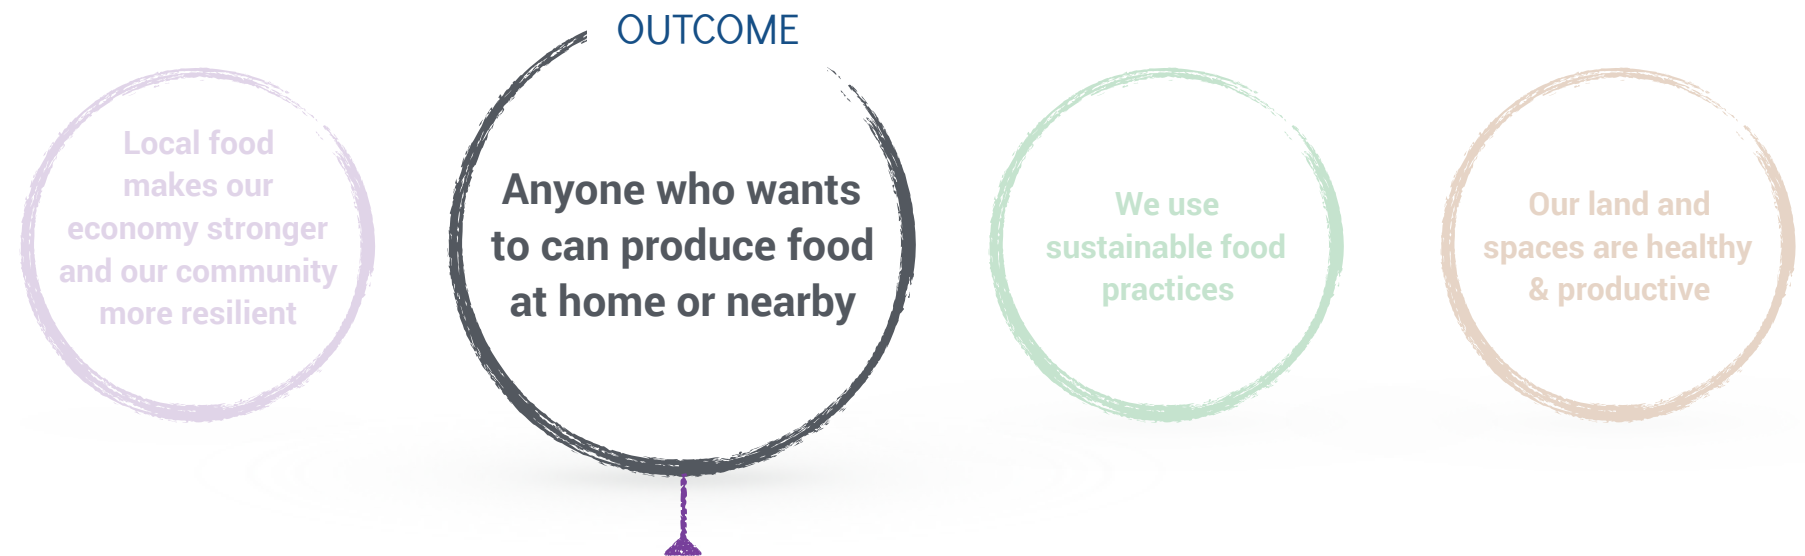 OUTCOME
Local food
makes our
economy stronger
and our community
more resilient
Anyone who wants
to can produce food
at home or nearby
We use
sustainable food
practices
Our land and
spaces are healthy
& productive